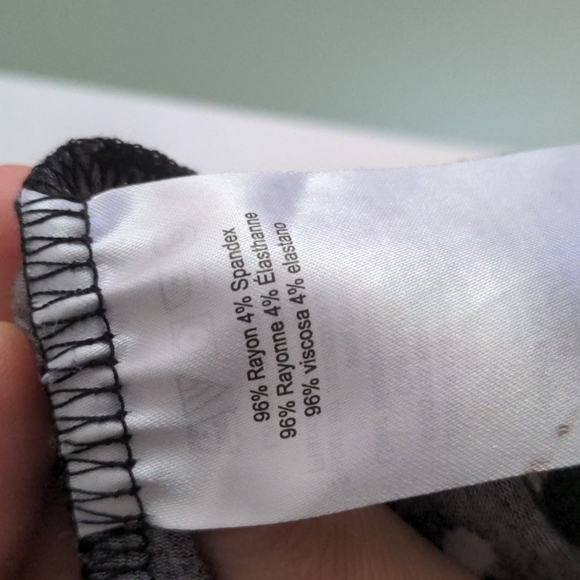 96% Rayon 4% Spandex
96% Rayonne 4% Élasthanne
96% viscosa 4% elastano